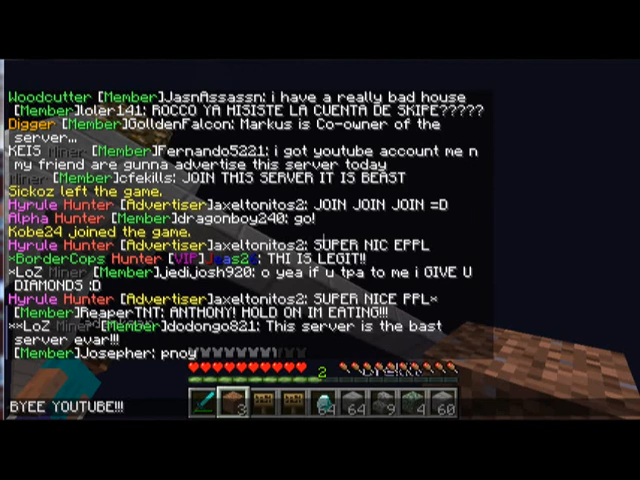 Woodcutter [Member]JasnAssassn: i have a really bad house
[Member]loler141: ROCCO YA HISISTE LA CUENTA DE SKIPE?????
Digger [Member]GolldenFalcon: Markus is Co-owner of the
server...
KEIS Miner [Member]Fernando5221: i got youtube account me n
my friend are gunna advertise this server today
Miner [Member]cfekills: JOIN THIS SERVER IT IS BEAST
Sickoz left the game.
Hyrule Hunter [Advertiser]axeltonitos2: JOIN JOIN JOIN =D
Alpha Hunter [Member]dragonboy240: go!
Kobe24 joined the game.
Hyrule Hunter [Advertiser]axeltonitos2: SUPER NIC EPPL
*BorderCops Hunter [VIP] THI IS LEGIT!!
*LoZ Miner [Member]jedijosh920: o yea if u tpa to me i GIVE U
DIAMONDS :D
Hyrule Hunter [Advertiser]axeltonitos2: SUPER NICE PPL*
[Member]ReaperTNT: ANTHONY! HOLD ON IM EATING!!!
**LoZ Miner [Member]dodongo821: This server is the bast
server evar!!!
[Member]Josepher: pnoy
2
3 64 64 9 4 60
BYEE YOUTUBE!!!